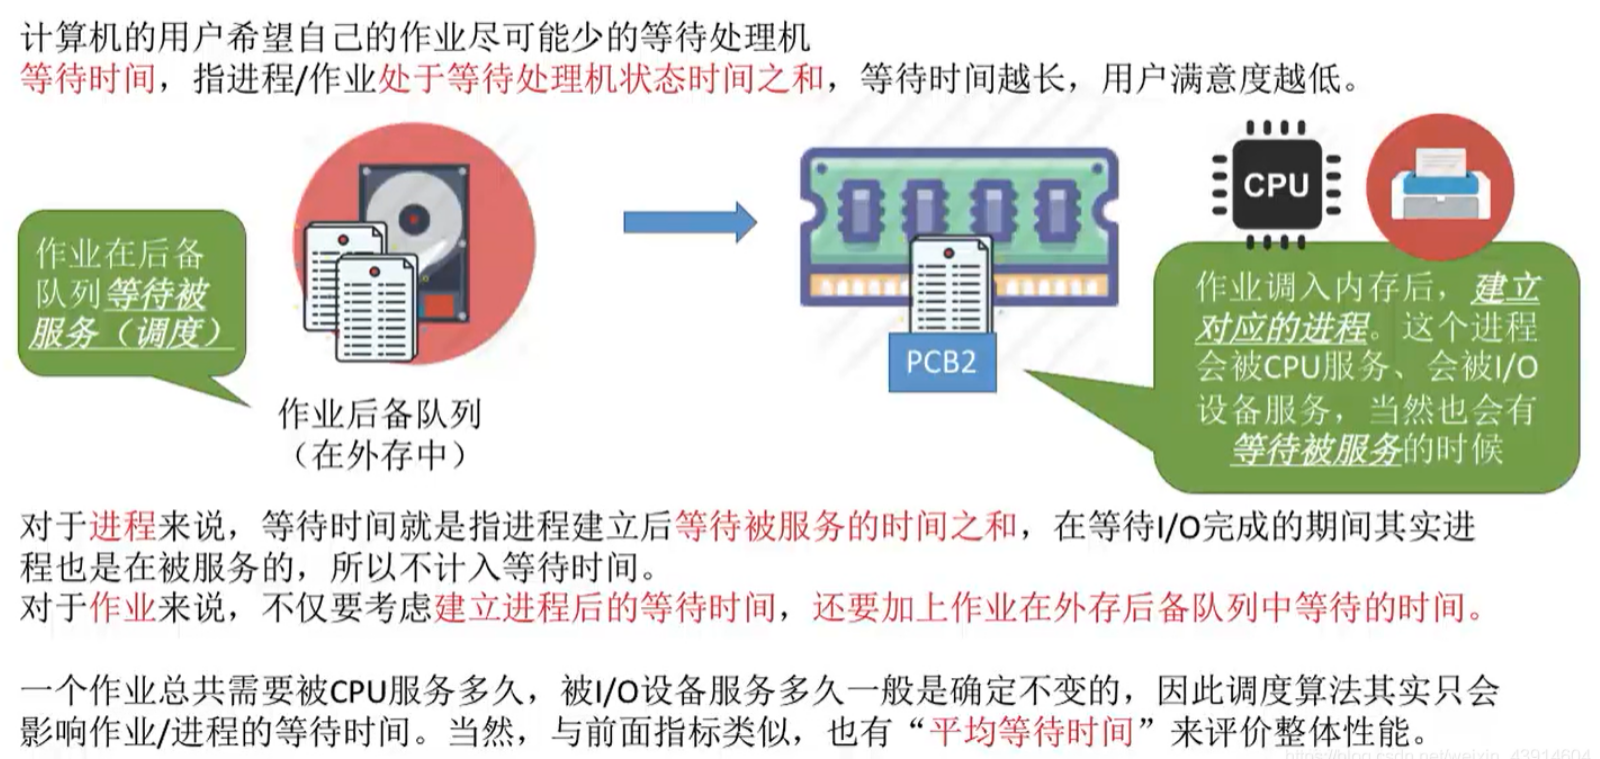 计算机的用户希望自己的作业尽可能少的等待处理机
等待时间，指进程/作业处于等待处理机状态时间之和，等待时间越长，用户满意度越低。
作业在后备
队列等待被
服务（调度）
作业后备队列
（在外存中）
PCB2
CPU
作业调入内存后，建立
对应的进程。这个进程
会被CPU服务、会被I/O
设备服务，当然也会有
等待被服务的时候
对于进程来说，等待时间就是指进程建立后等待被服务的时间之和，在等待I/O完成的期间其实进
程也是在被服务的，所以不计入等待时间。
对于作业来说，不仅要考虑建立进程后的等待时间，还要加上作业在外存后备队列中等待的时间。
一个作业总共需要被CPU服务多久，被I/O设备服务多久一般是确定不变的，因此调度算法其实只会
影响作业/进程的等待时间。当然，与前面指标类似，也有“平均等待时间”来评价整体性能。
https://blog.csdn.net/weixin_43914604